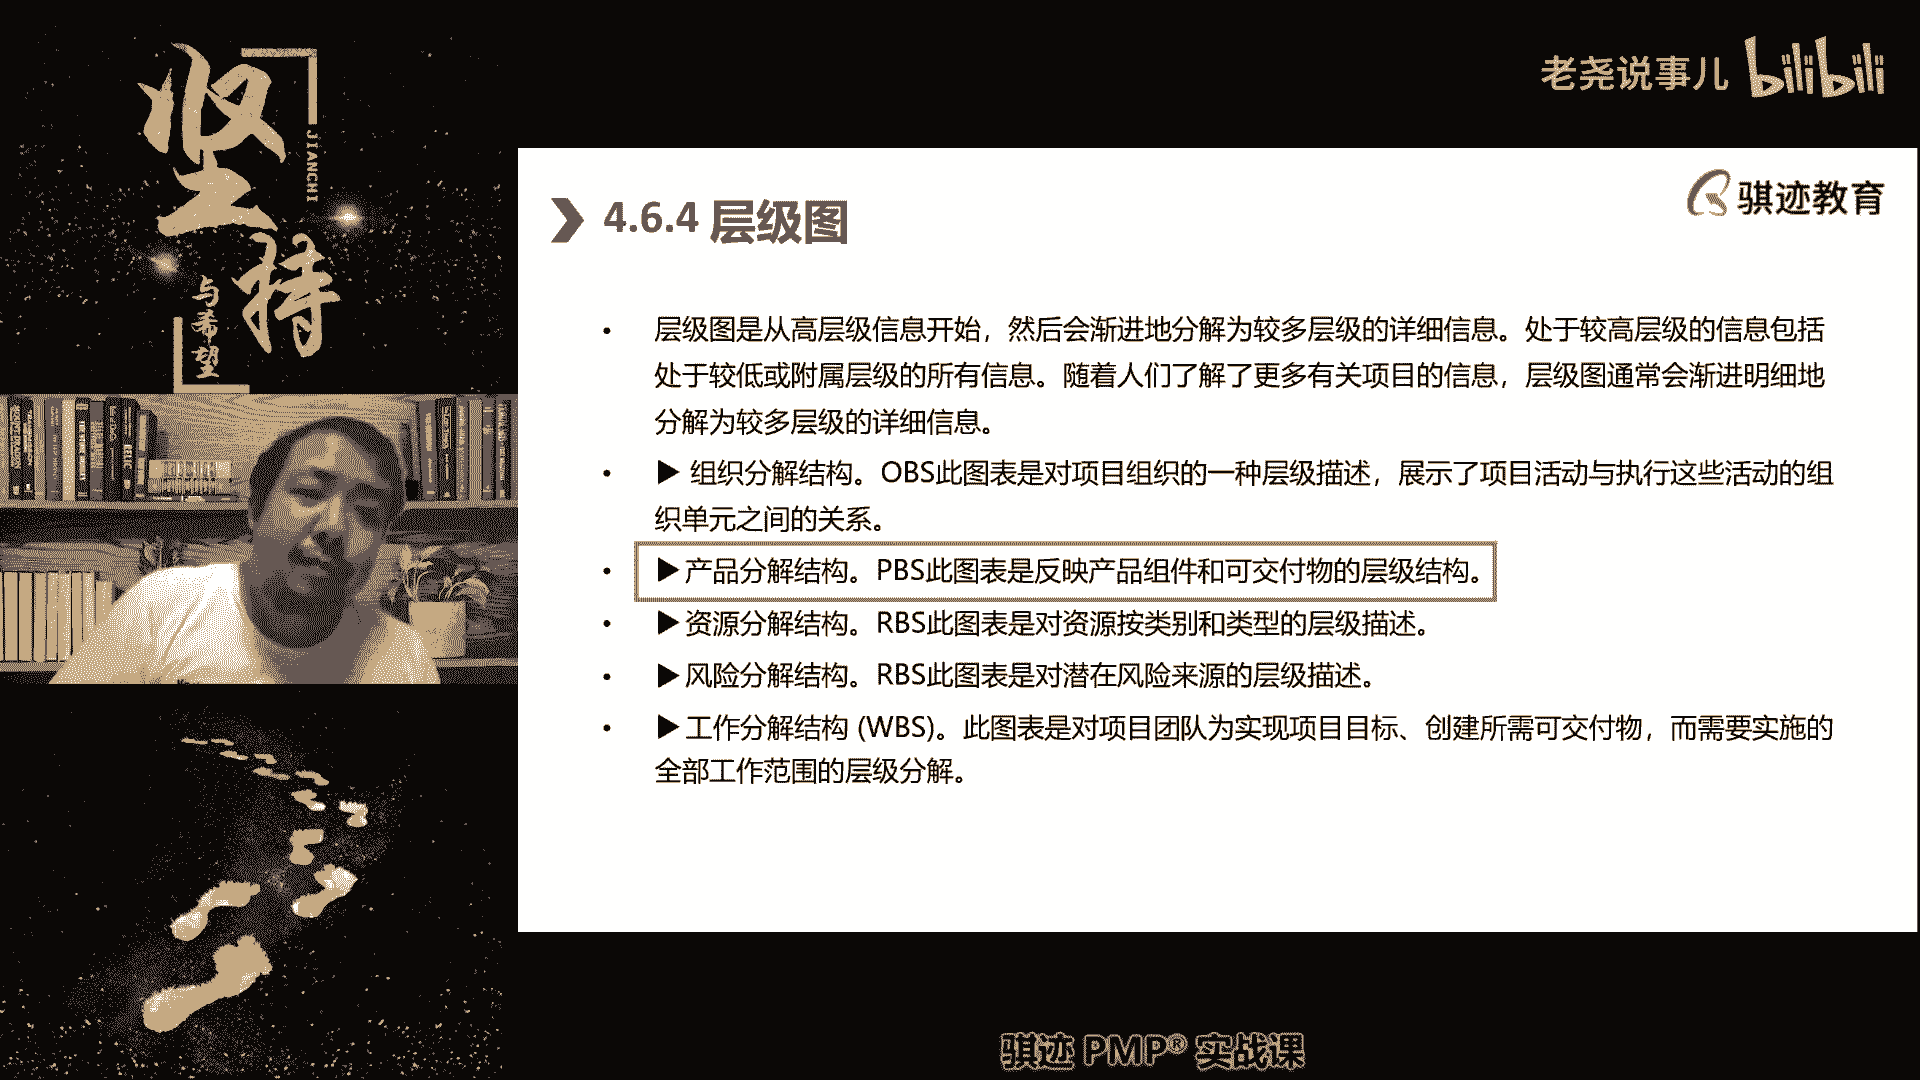 坚持
JIANCHI
与希望
老尧说事儿 bilibili
骐迹教育
4.6.4 层级图
• 层级图是从高层级信息开始，然后会渐进地分解为较多层级的详细信息。处于较高层级的信息包括
处于较低或附属层级的所有信息。随着人们了解了更多有关项目的信息，层级图通常会渐进明细地
分解为较多层级的详细信息。
• ▶ 组织分解结构。OBS此图表是对项目组织的一种层级描述，展示了项目活动与执行这些活动的组
织单元之间的关系。
• ▶产品分解结构。PBS此图表是反映产品组件和可交付物的层级结构。
• ▶资源分解结构。RBS此图表是对资源按类别和类型的层级描述。
• ▶风险分解结构。RBS此图表是对潜在风险来源的层级描述。
• ▶工作分解结构 (WBS)。此图表是对项目团队为实现项目目标、创建所需可交付物，而需要实施的
全部工作范围的层级分解。
骐迹 PMP® 实战课